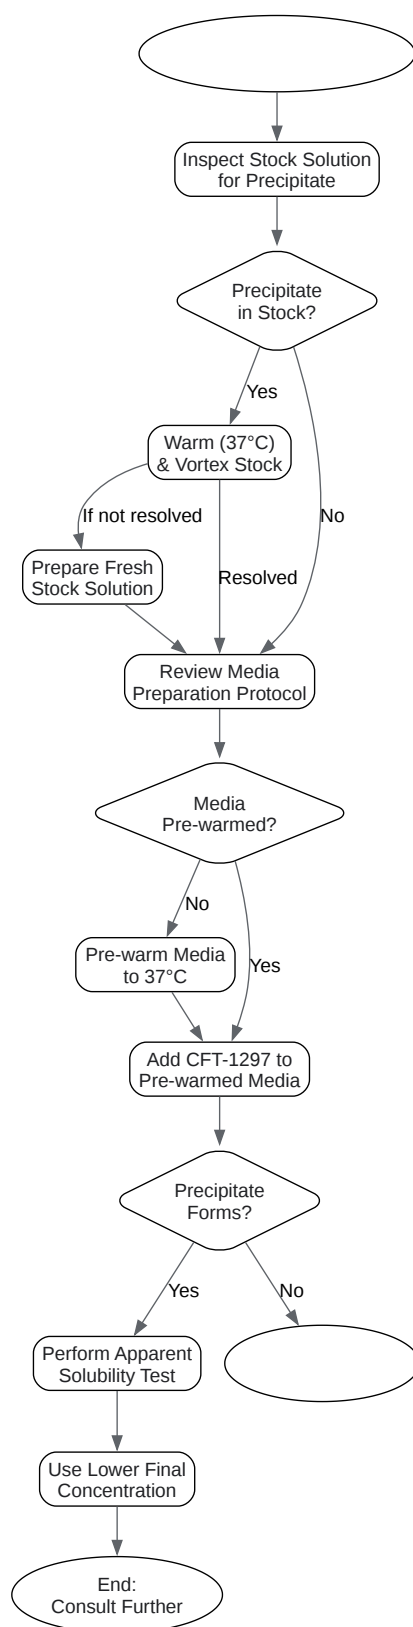 Inspect Stock Solution
for Precipitate
Precipitate
in Stock?
Yes
Warm (37°C)
& Vortex Stock
If not resolved
No
Prepare Fresh
Stock Solution
Resolved
Review Media
Preparation Protocol
Media
Pre-warmed?
No
Pre-warm Media
to 37°C
Yes
Add CFT-1297 to
Pre-warmed Media
Precipitate
Forms?
Yes
No
Perform Apparent
Solubility Test
Use Lower Final
Concentration
End:
Consult Further